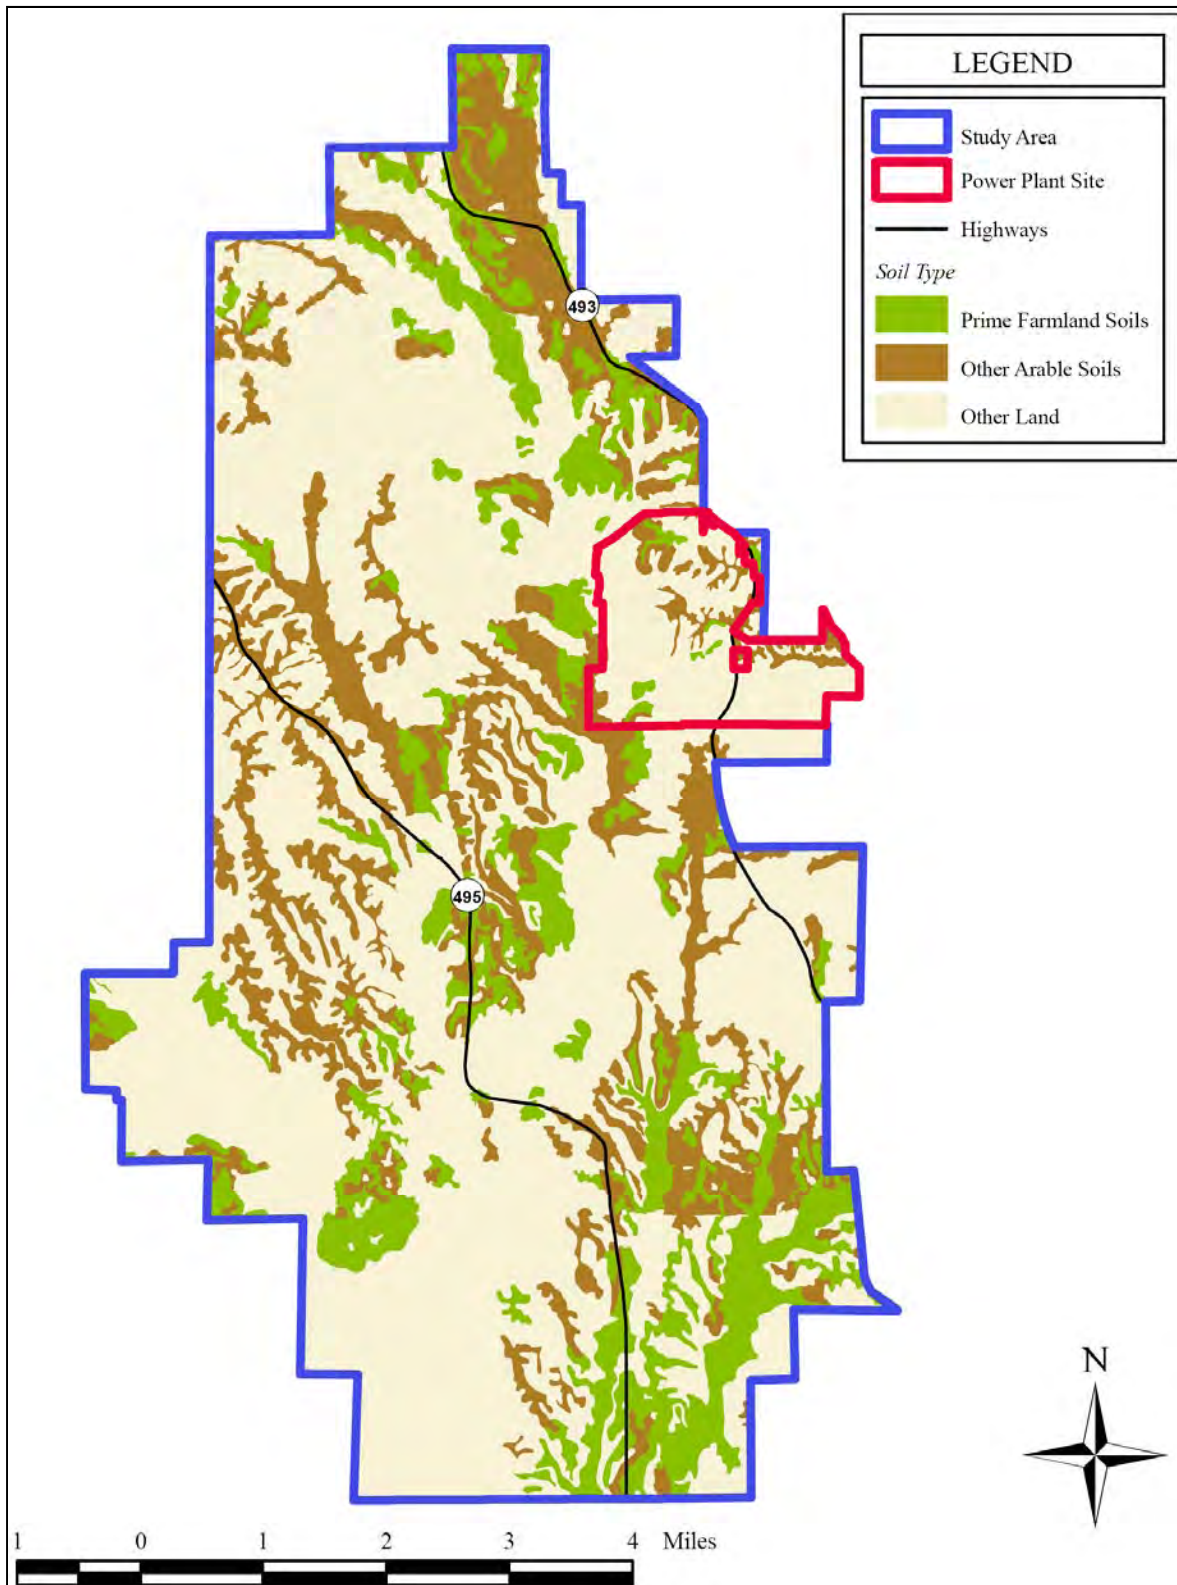 LEGEND
Study Area
Power Plant Site
Highways
Soil Type
Prime Farmland Soils
Other Arable Soils
Other Land
493
495
N
1 0 1 2 3 4 Miles